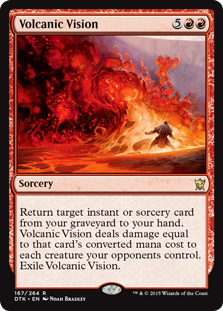 Volcanic Vision 5
Sorcery
Return target instant or sorcery card
from your graveyard to your hand.
Volcanic Vision deals damage equal
to that card's converted mana cost to
each creature your opponents control.
Exile Volcanic Vision.
167/264 R
DTK • EN NOAH BRADLEY
™ & © 2015 Wizards of the Coast